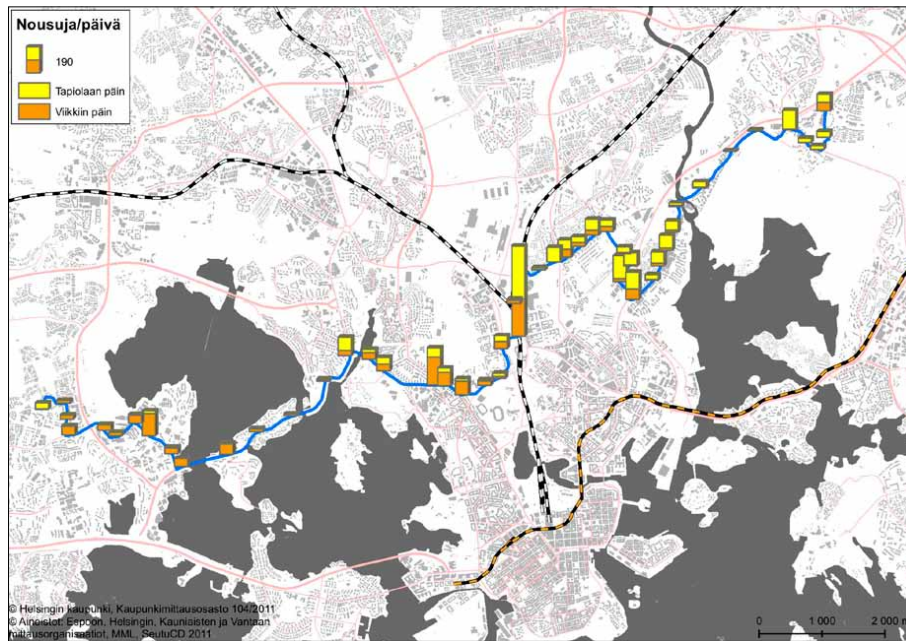 Nousuja/päivä
190
Tapiolaan päin
Viikkiin päin
© Helsingin kaupunki, Kaupunkimittausosasto 104/2011
© Aineistot: Espoon, Helsingin, Kauniaisten ja Vantaan
mittausorganisaatiot, MML, SeutuCD 2011
0 1 000 2 000 m